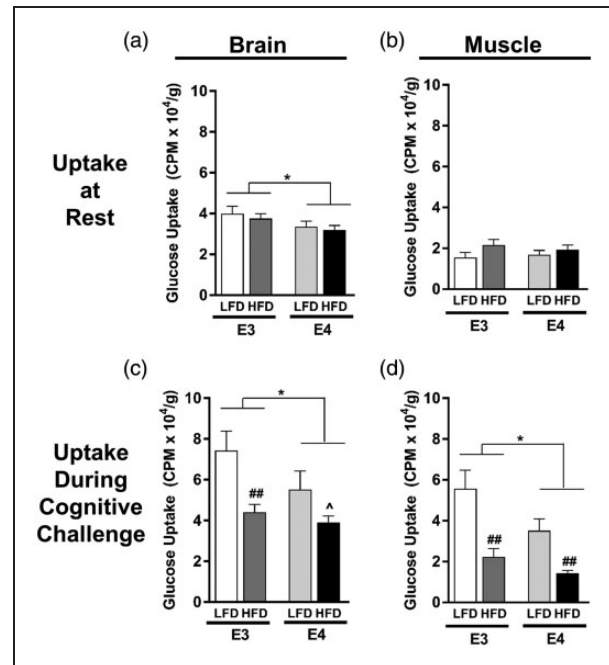 (a)
Brain
(b)
Muscle
Uptake
at
Rest
Glucose Uptake (CPM x 10⁴/g)
10
8
6
4
2
0
*
LFD HFD
LFD HFD
E3
E4
Glucose Uptake (CPM x 10⁴/g)
10
8
6
4
2
0
LFD HFD
LFD HFD
E3
E4
(c)
(d)
Uptake
During
Cognitive
Challenge
Glucose Uptake (CPM x 10⁴/g)
10
8
6
4
2
0
*
##
^
LFD HFD
LFD HFD
E3
E4
Glucose Uptake (CPM x 10⁴/g)
10
8
6
4
2
0
*
##
##
LFD HFD
LFD HFD
E3
E4